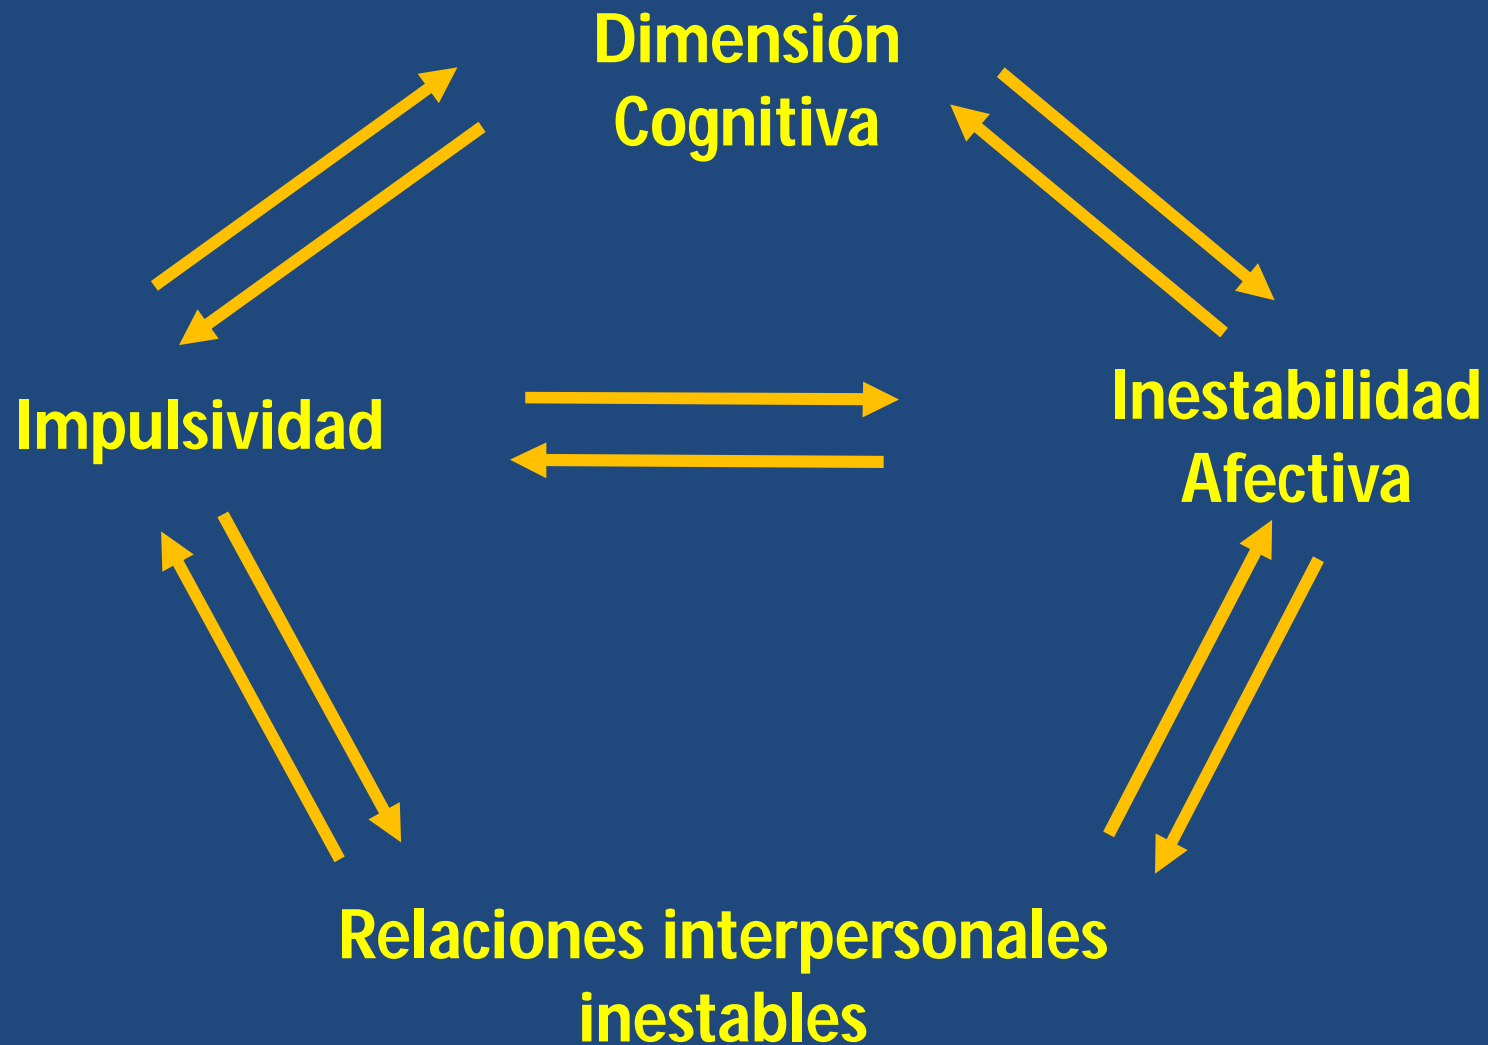 Dimensión
Cognitiva
Impulsividad
Inestabilidad
Afectiva
Relaciones interpersonales
inestables